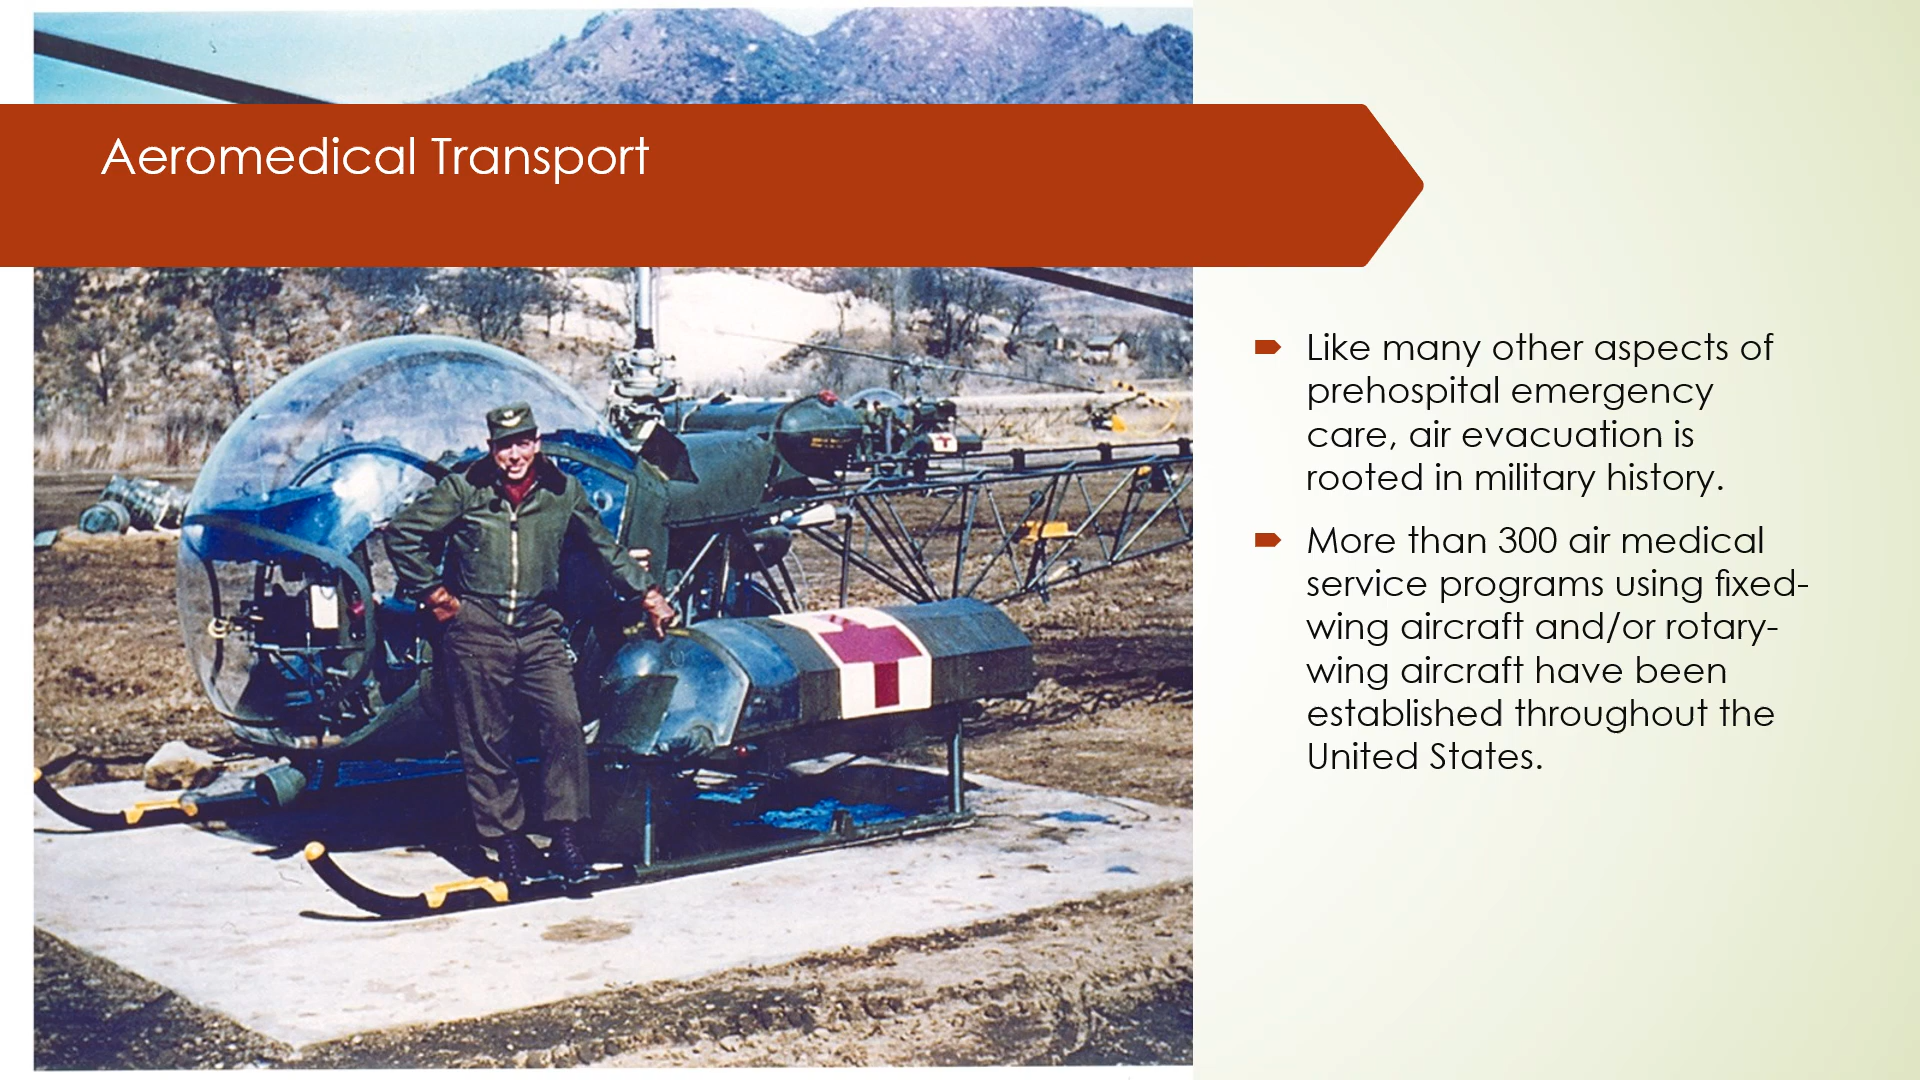 Aeromedical Transport
Like many other aspects of
prehospital emergency
care, air evacuation is
rooted in military history.
More than 300 air medical
service programs using fixed-
wing aircraft and/or rotary-
wing aircraft have been
established throughout the
United States.